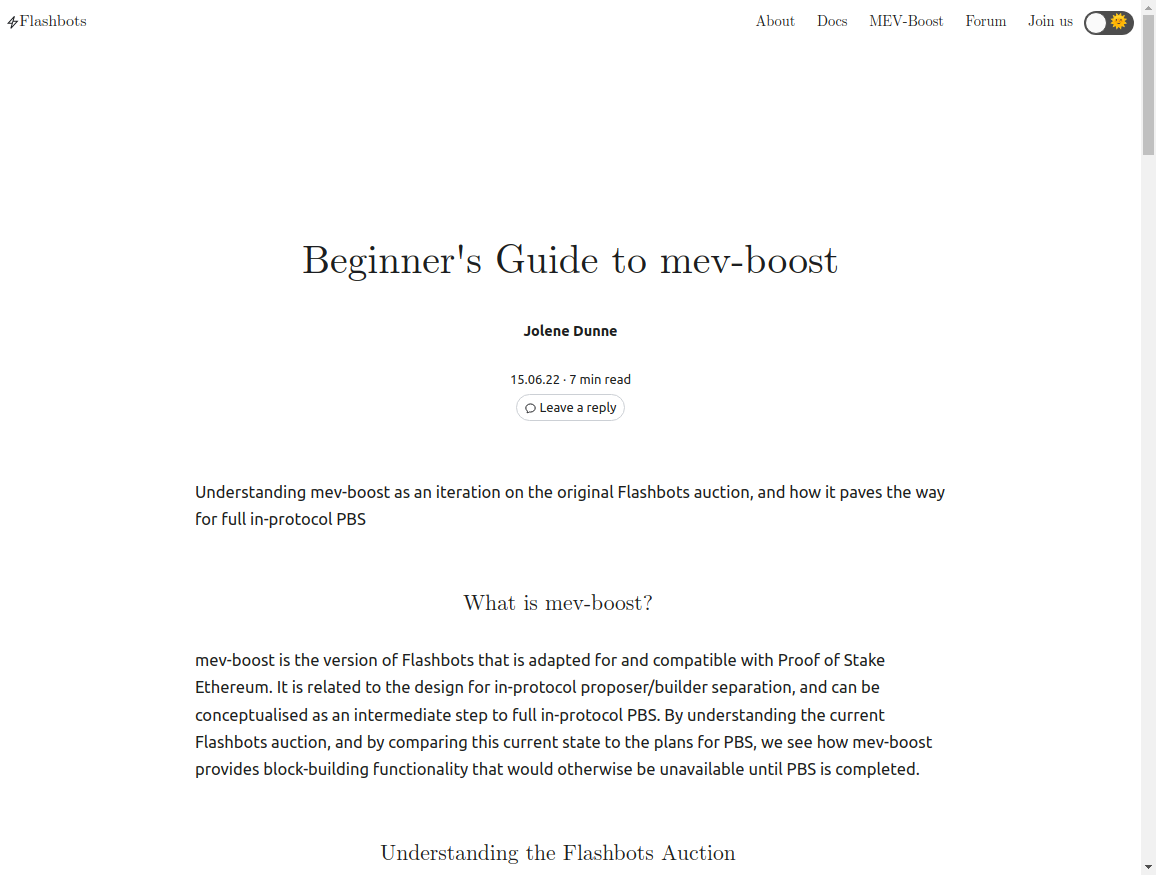 Flashbots
About Docs MEV-Boost Forum Join us
Beginner's Guide to mev-boost
Jolene Dunne
15.06.22 · 7 min read
Leave a reply
Understanding mev-boost as an iteration on the original Flashbots auction, and how it paves the way
for full in-protocol PBS
What is mev-boost?
mev-boost is the version of Flashbots that is adapted for and compatible with Proof of Stake
Ethereum. It is related to the design for in-protocol proposer/builder separation, and can be
conceptualised as an intermediate step to full in-protocol PBS. By understanding the current
Flashbots auction, and by comparing this current state to the plans for PBS, we see how mev-boost
provides block-building functionality that would otherwise be unavailable until PBS is completed.
Understanding the Flashbots Auction